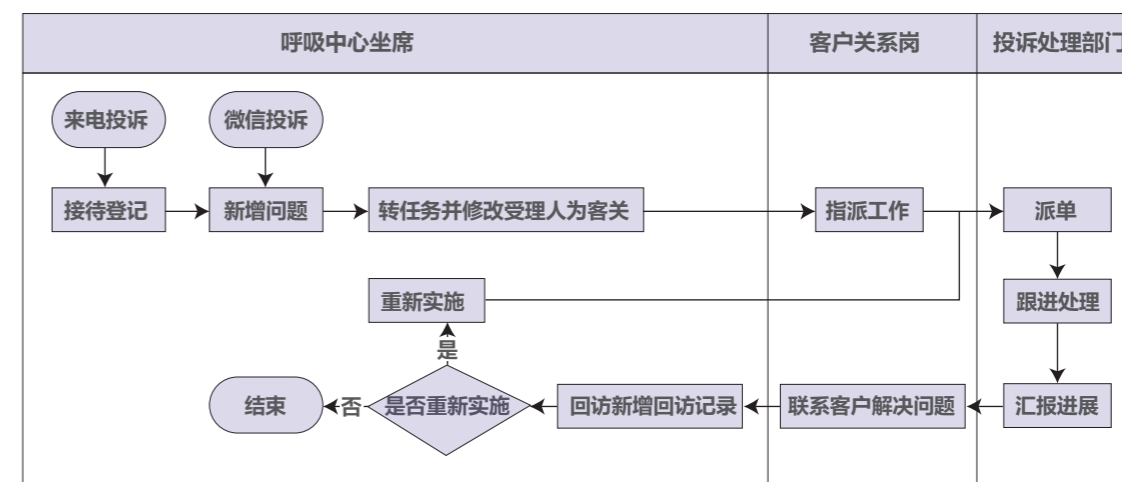 呼吸中心坐席
客户关系岗
投诉处理部门
来电投诉
微信投诉
接待登记
新增问题
转任务并修改受理人为客关
指派工作
派单
重新实施
跟进处理
是
结束
否
是否重新实施
回访新增回访记录
联系客户解决问题
汇报进展